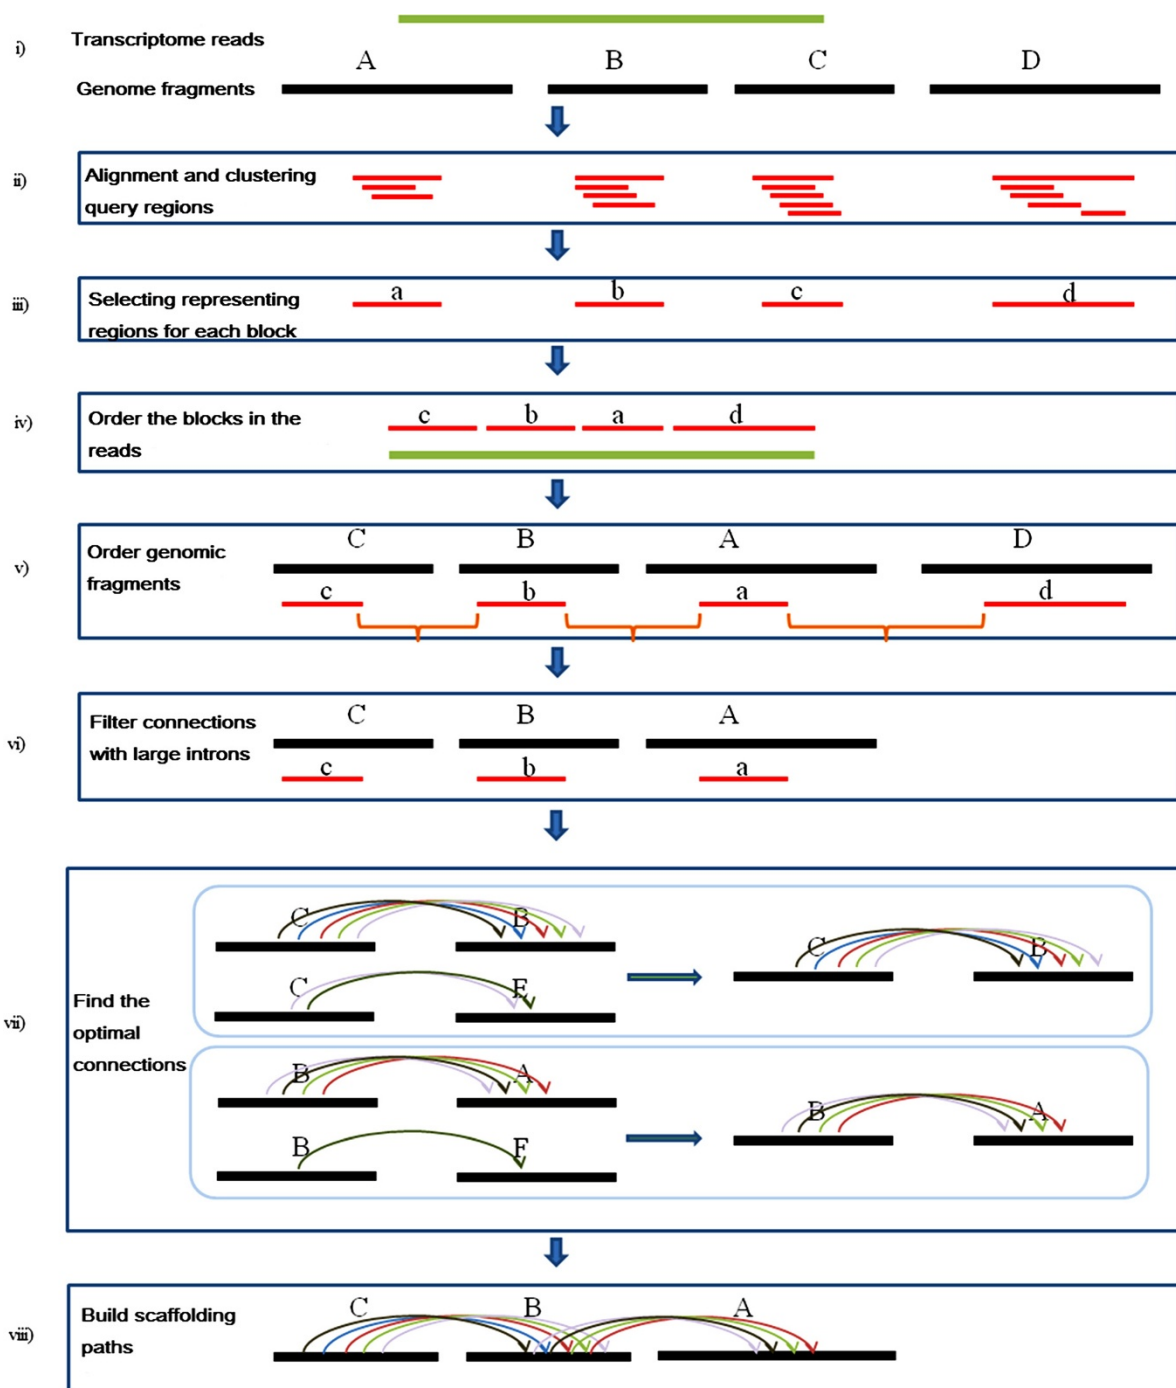 Transcriptome reads
i)
A B C D
Genome fragments
ii)
Alignment and clustering
query regions
iii)
Selecting representing
regions for each block
a b c d
iv)
Order the blocks in the
reads
c b a d
v)
Order genomic
fragments
C B A D
c b a d
vi)
Filter connections
with large introns
C B A
c b a
vii)
Find the
optimal
connections
C B
C B
C E
B A
B A
B F
viii)
Build scaffolding
paths
C B A